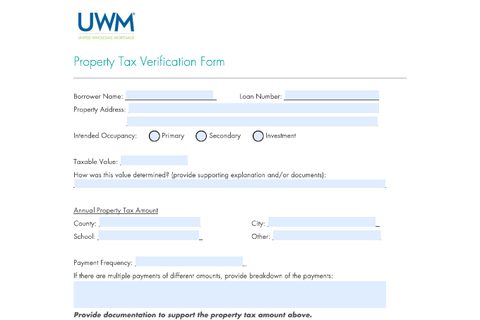 UWM
UNITED WHOLESALE MORTGAGE
Property Tax Verification Form
Borrower Name: Loan Number:
Property Address:
Intended Occupancy: Primary Secondary Investment
Taxable Value:
How was this value determined? (provide supporting explanation and/or documents):
Annual Property Tax Amount
County: City:
School: Other:
Payment Frequency:
If there are multiple payments of different amounts, provide breakdown of the payments:
Provide documentation to support the property tax amount above.